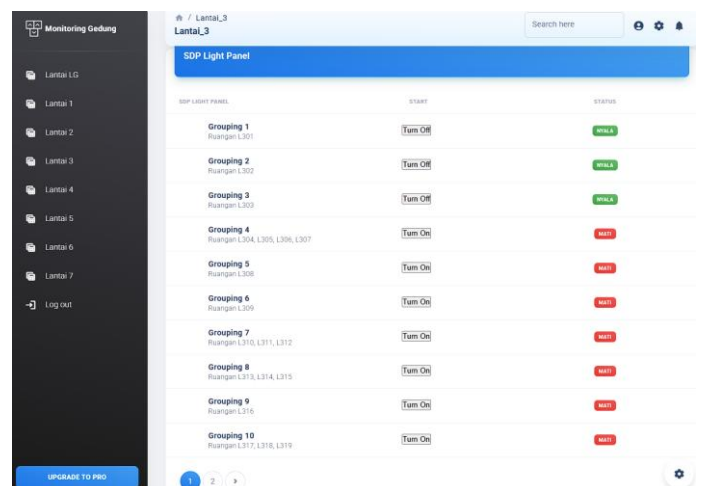 Monitoring Gedung
Lantai LG
Lantai 1
Lantai 2
Lantai 3
Lantai 4
Lantai 5
Lantai 6
Lantai 7
Log out
UPGRADE TO PRO
/ Lantai_3
Lantai_3
Search here
SDP Light Panel
SDP LIGHT PANEL START STATUS
Grouping 1
Ruangan L301
Turn Off
NYALA
Grouping 2
Ruangan L302
Turn Off
NYALA
Grouping 3
Ruangan L303
Turn Off
NYALA
Grouping 4
Ruangan L304, L305, L306, L307
Turn On
MATI
Grouping 5
Ruangan L308
Turn On
MATI
Grouping 6
Ruangan L309
Turn On
MATI
Grouping 7
Ruangan L310, L311, L312
Turn On
MATI
Grouping 8
Ruangan L313, L314, L315
Turn On
MATI
Grouping 9
Ruangan L316
Turn On
MATI
Grouping 10
Ruangan L317, L318, L319
Turn On
MATI
1 2 ›